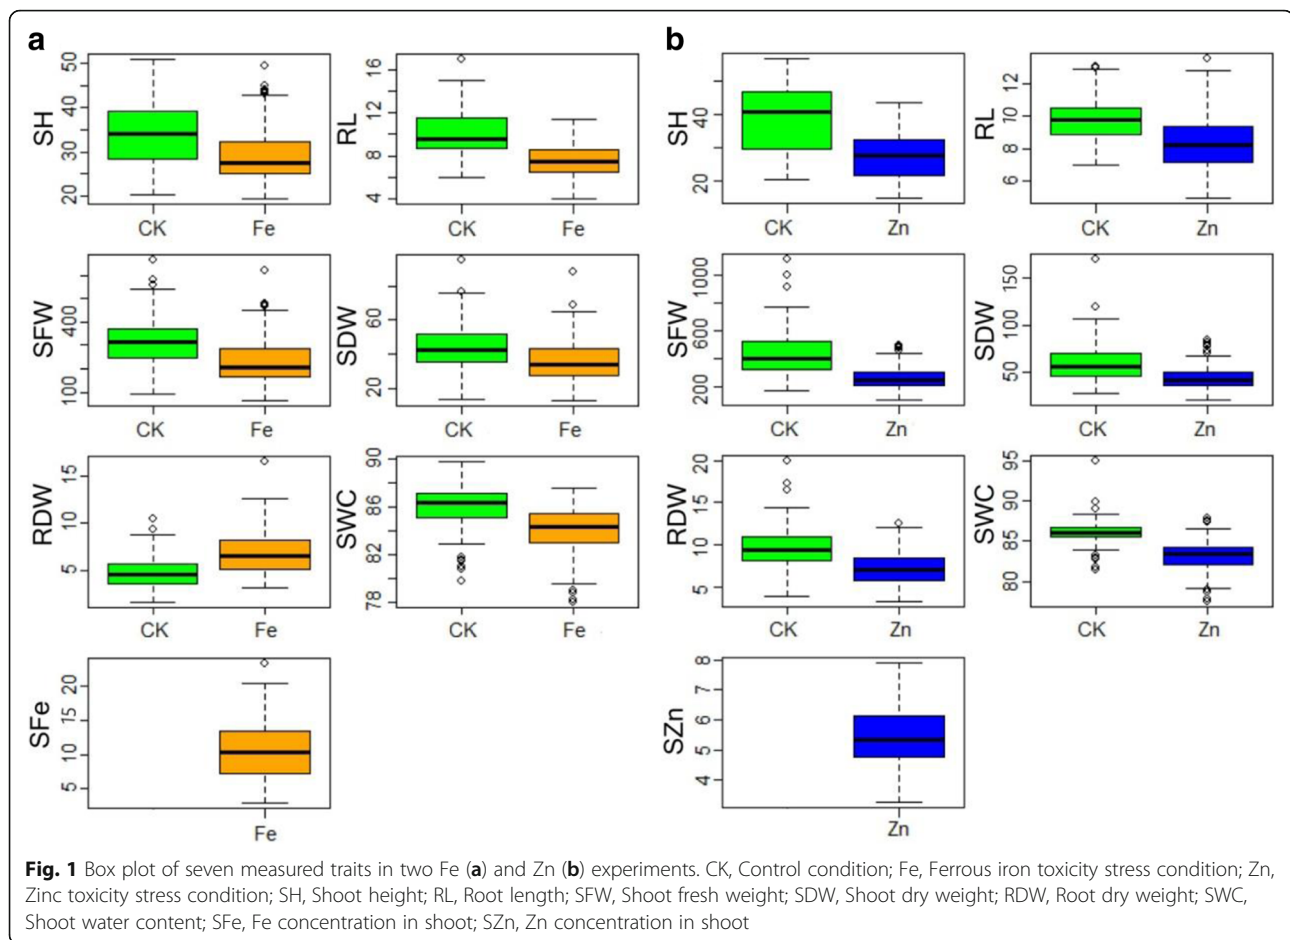 a
b
50
40
30
20
SH
CK
Fe
16
12
8
4
RL
CK
Fe
40
20
SH
CK
Zn
12
10
8
6
RL
CK
Zn
400
100
SFW
CK
Fe
60
20
SDW
CK
Fe
1000
600
200
SFW
CK
Zn
150
100
50
SDW
CK
Zn
15
10
5
RDW
CK
Fe
90
86
82
78
SWC
CK
Fe
20
15
10
5
RDW
CK
Zn
95
90
85
80
SWC
CK
Zn
20
15
10
5
SFe
Fe
8
7
6
5
4
SZn
Zn
Fig. 1 Box plot of seven measured traits in two Fe (a) and Zn (b) experiments. CK, Control condition; Fe, Ferrous iron toxicity stress condition; Zn,
Zinc toxicity stress condition; SH, Shoot height; RL, Root length; SFW, Shoot fresh weight; SDW, Shoot dry weight; RDW, Root dry weight; SWC,
Shoot water content; SFe, Fe concentration in shoot; SZn, Zn concentration in shoot